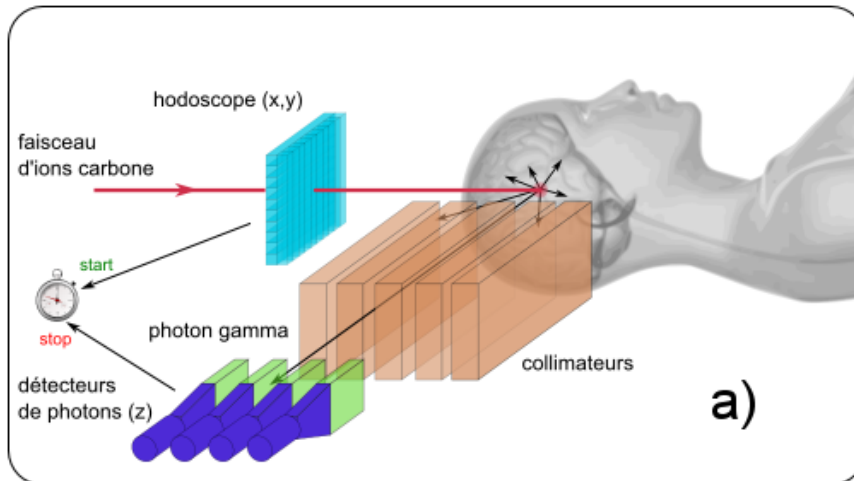 hodoscope (x,y)
faisceau
d'ions carbone
start
stop
photon gamma
détecteurs
de photons (z)
collimateurs
a)